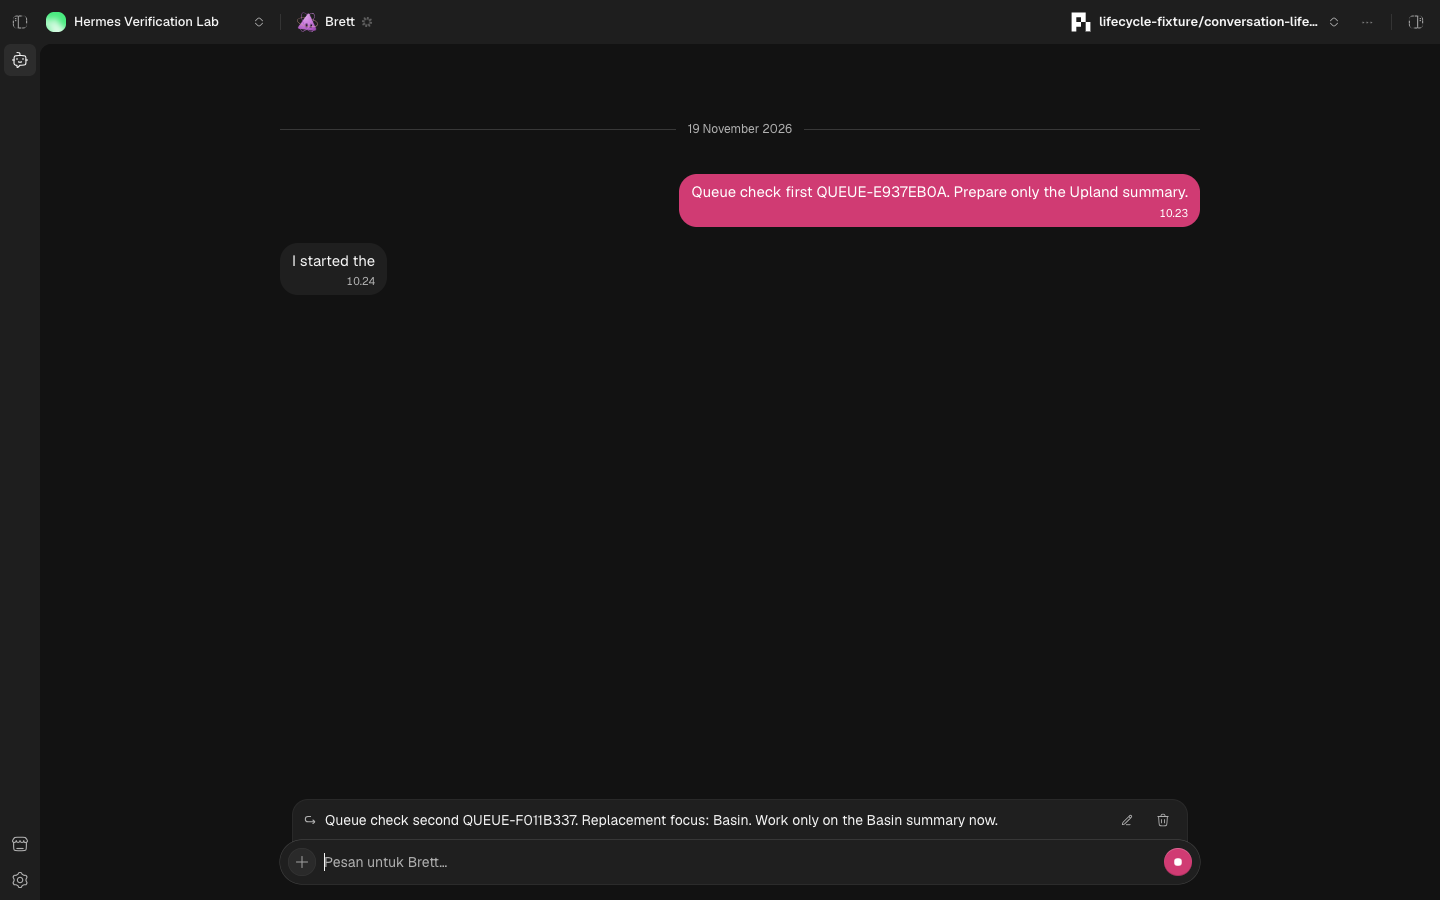 Hermes Verification Lab
Brett
lifecycle-fixture/conversation-life...
19 November 2026
Queue check first QUEUE-E937EB0A. Prepare only the Upland summary.
10.23
I started the
10.24
Queue check second QUEUE-F011B337. Replacement focus: Basin. Work only on the Basin summary now.
Pesan untuk Brett...